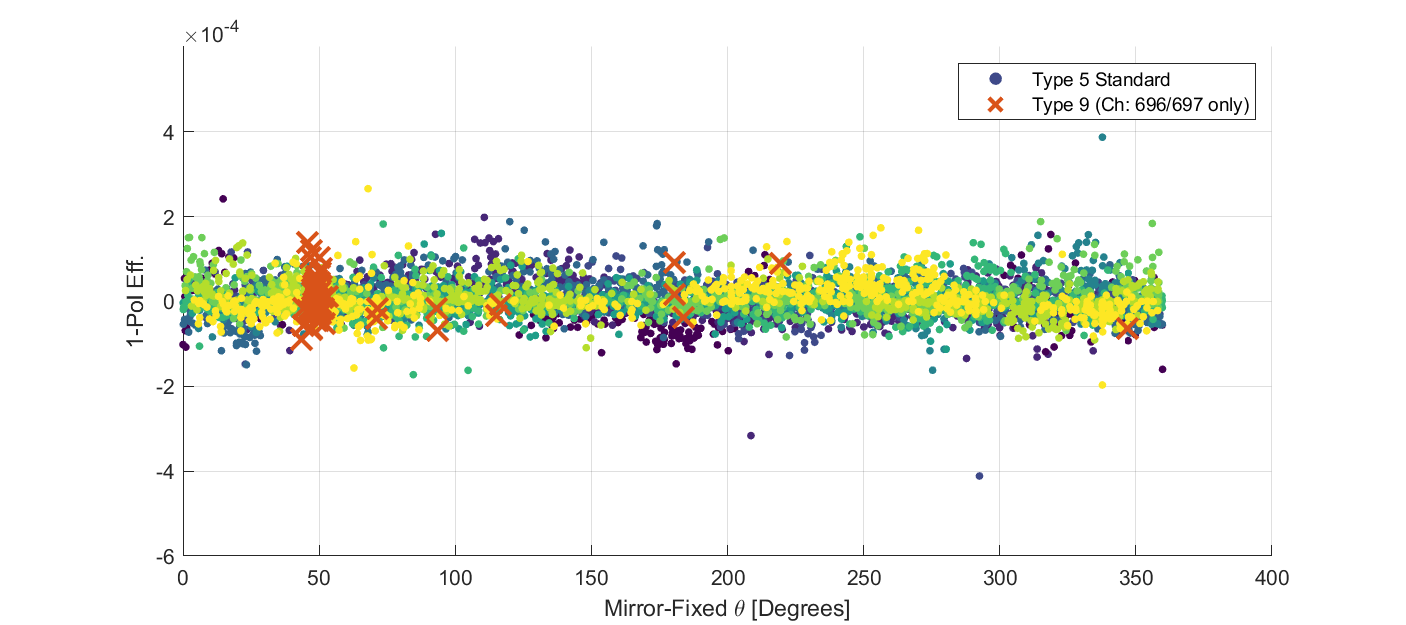 ×10-4
4
2
0
-2
-4
-6
1-Pol Eff.
0 50 100 150 200 250 300 350 400
Mirror-Fixed θ [Degrees]
Type 5 Standard
Type 9 (Ch: 696/697 only)